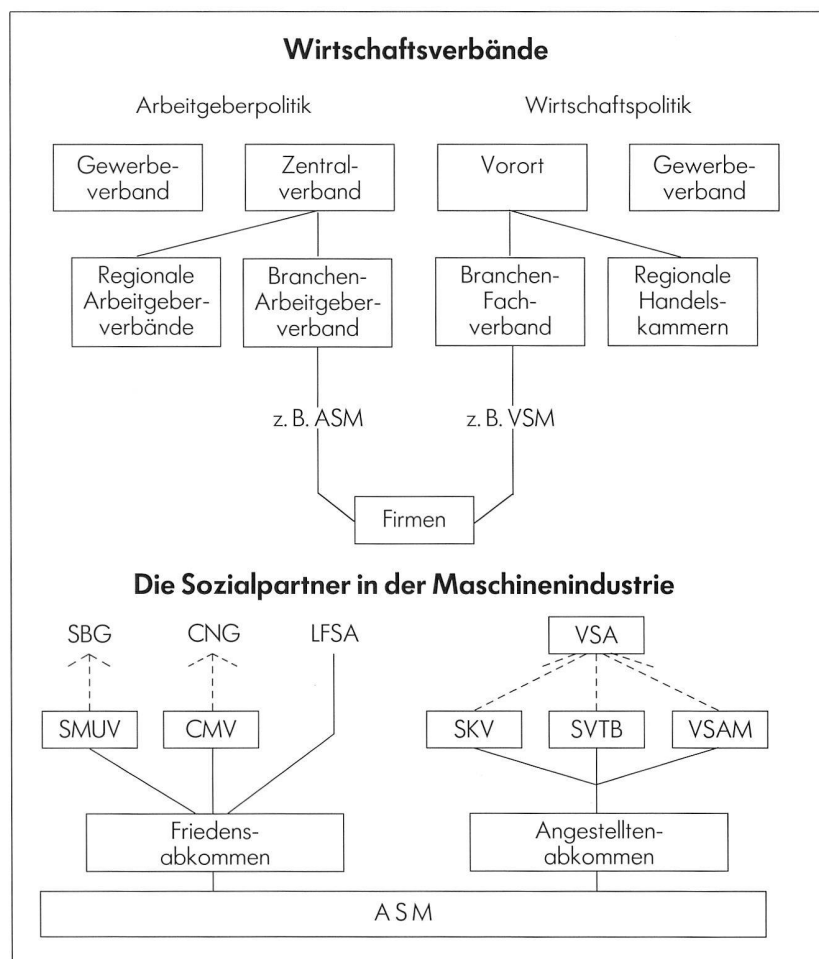 Wirtschaftsverbände
Arbeitgeberpolitik
Wirtschaftspolitik
Gewerbe-
verband
Zentral-
verband
Vorort
Gewerbe-
verband
Regionale
Arbeitgeber-
verbände
Branchen-
Arbeitgeber-
verband
Branchen-
Fach-
verband
Regionale
Handels-
kammern
z. B. ASM
z. B. VSM
Firmen
Die Sozialpartner in der Maschinenindustrie
SBG
CNG
LFSA
VSA
SMUV
CMV
SKV
SVTB
VSAM
Friedens-
abkommen
Angestellten-
abkommen
ASM